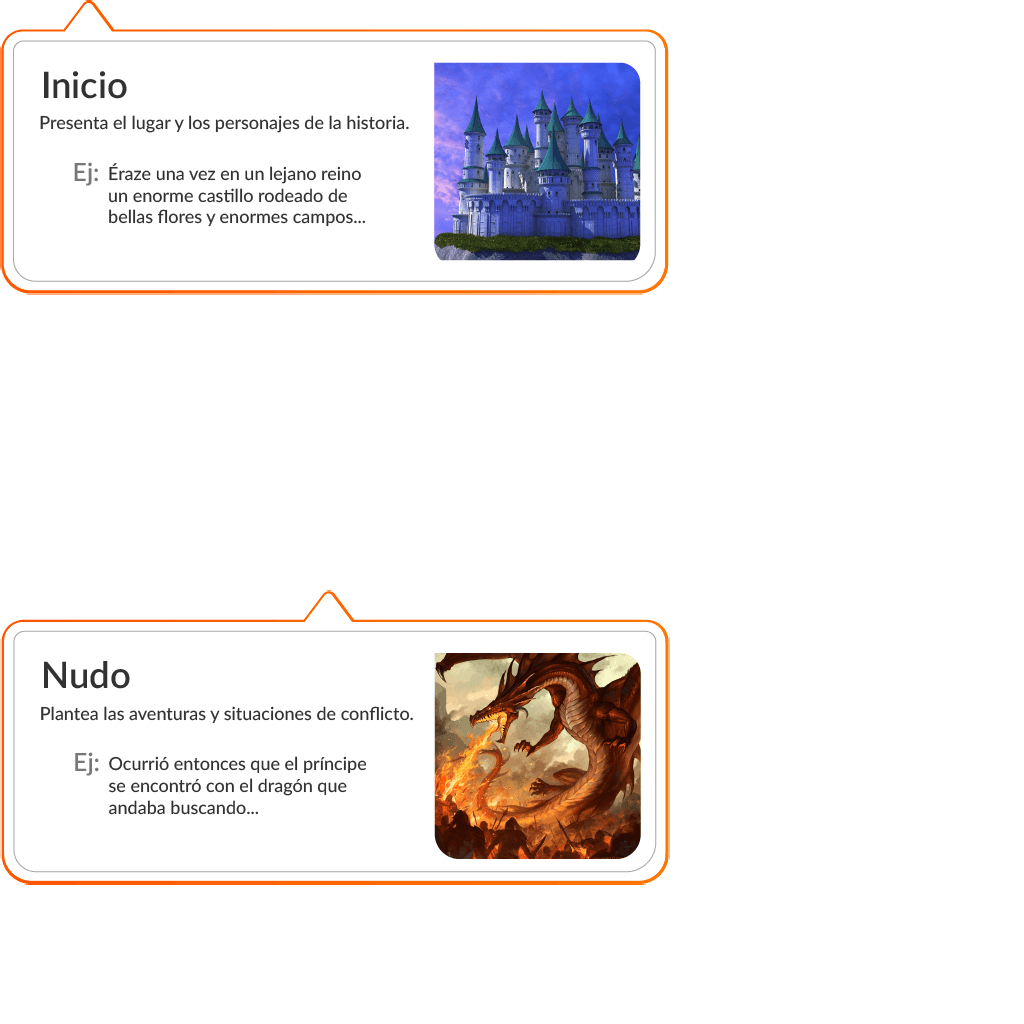 Inicio
Presenta el lugar y los personajes de la historia.
Ej: Éraze una vez en un lejano reino
un enorme castillo rodeado de
bellas flores y enormes campos...
Nudo
Plantea las aventuras y situaciones de conflicto.
Ej: Ocurrió entonces que el príncipe
se encontró con el dragón que
andaba buscando...